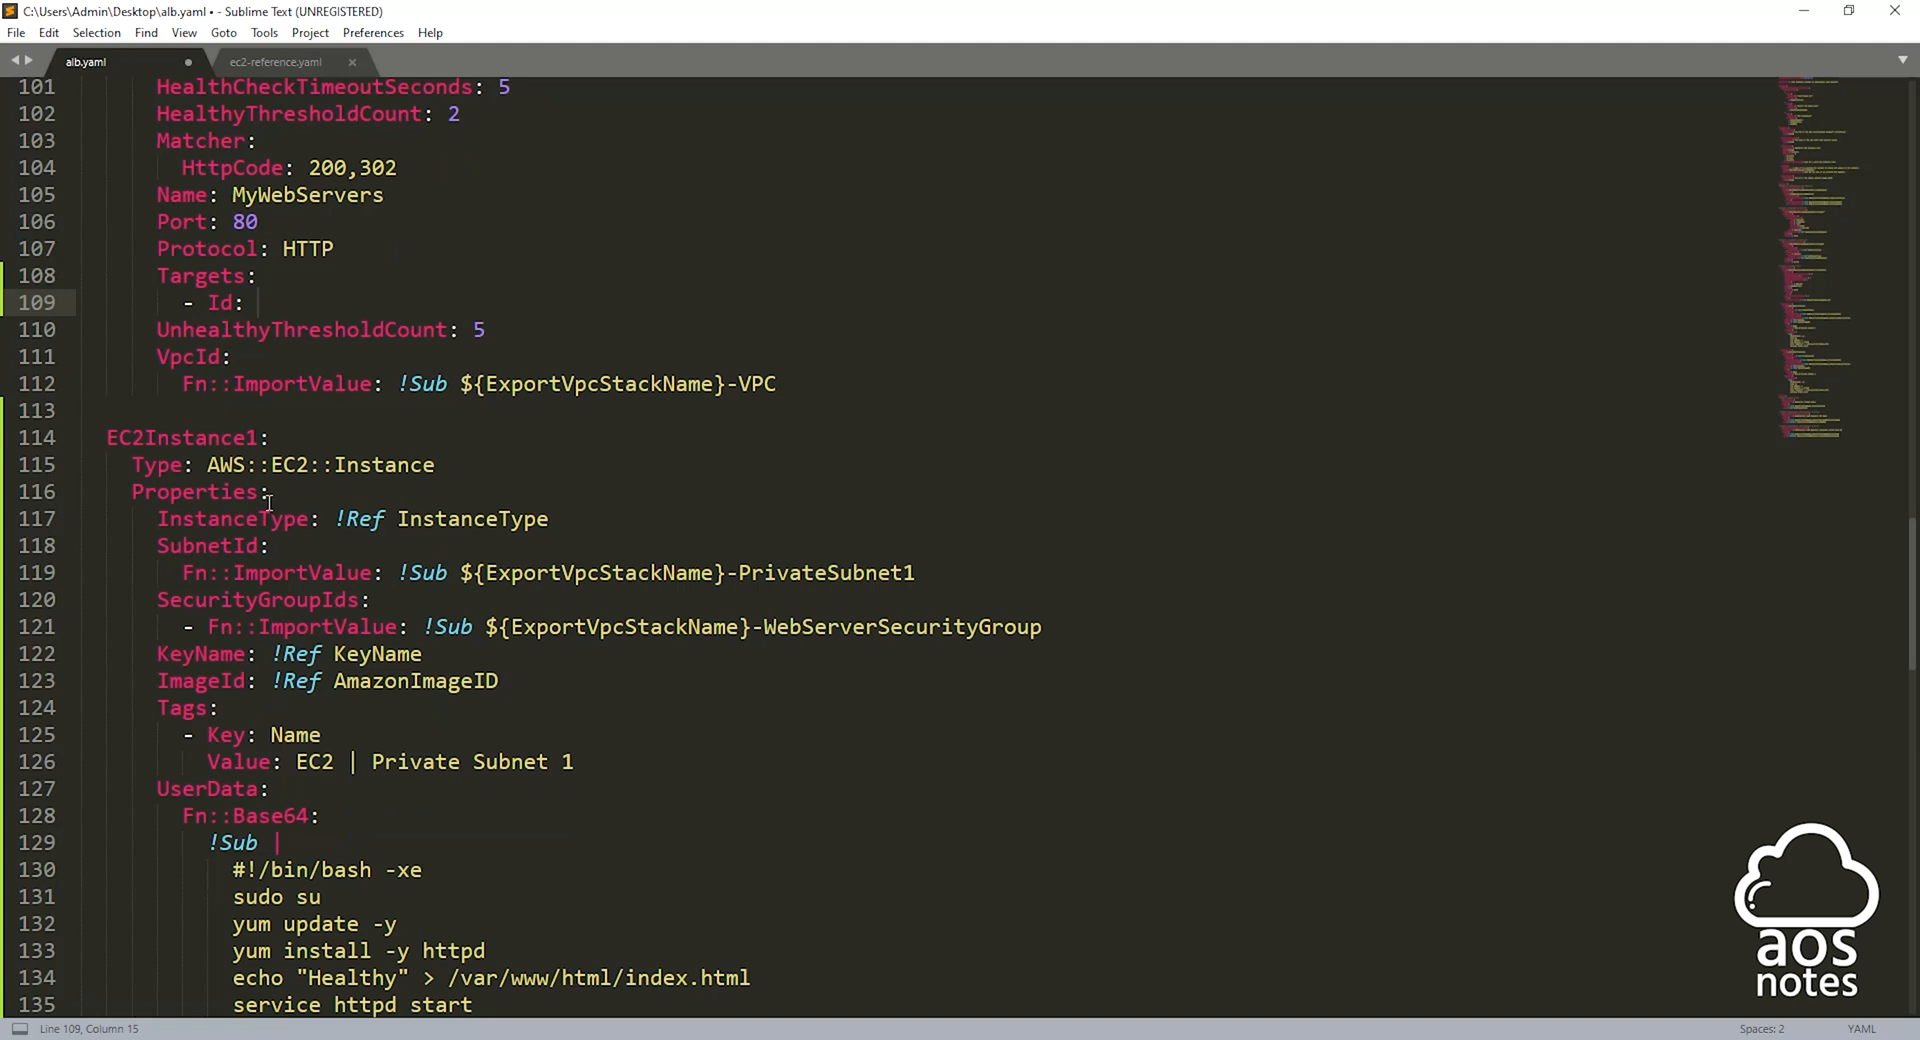 C:\Users\Admin\Desktop\alb.yaml • - Sublime Text (UNREGISTERED)
File Edit Selection Find View Goto Tools Project Preferences Help
alb.yaml ec2-reference.yaml
101 HealthCheckTimeoutSeconds: 5
102 HealthyThresholdCount: 2
103 Matcher:
104 HttpCode: 200,302
105 Name: MyWebServers
106 Port: 80
107 Protocol: HTTP
108 Targets:
109 - Id:
110 UnhealthyThresholdCount: 5
111 VpcId:
112 Fn::ImportValue: !Sub ${ExportVpcStackName}-VPC
113
114 EC2Instance1:
115 Type: AWS::EC2::Instance
116 Properties:
117 InstanceType: !Ref InstanceType
118 SubnetId:
119 Fn::ImportValue: !Sub ${ExportVpcStackName}-PrivateSubnet1
120 SecurityGroupIds:
121 - Fn::ImportValue: !Sub ${ExportVpcStackName}-WebServerSecurityGroup
122 KeyName: !Ref KeyName
123 ImageId: !Ref AmazonImageID
124 Tags:
125 - Key: Name
126 Value: EC2 | Private Subnet 1
127 UserData:
128 Fn::Base64:
129 !Sub |
130 #!/bin/bash -xe
131 sudo su
132 yum update -y
133 yum install -y httpd
134 echo "Healthy" > /var/www/html/index.html
135 service httpd start
aos
notes
Line 109, Column 15 Spaces: 2 YAML